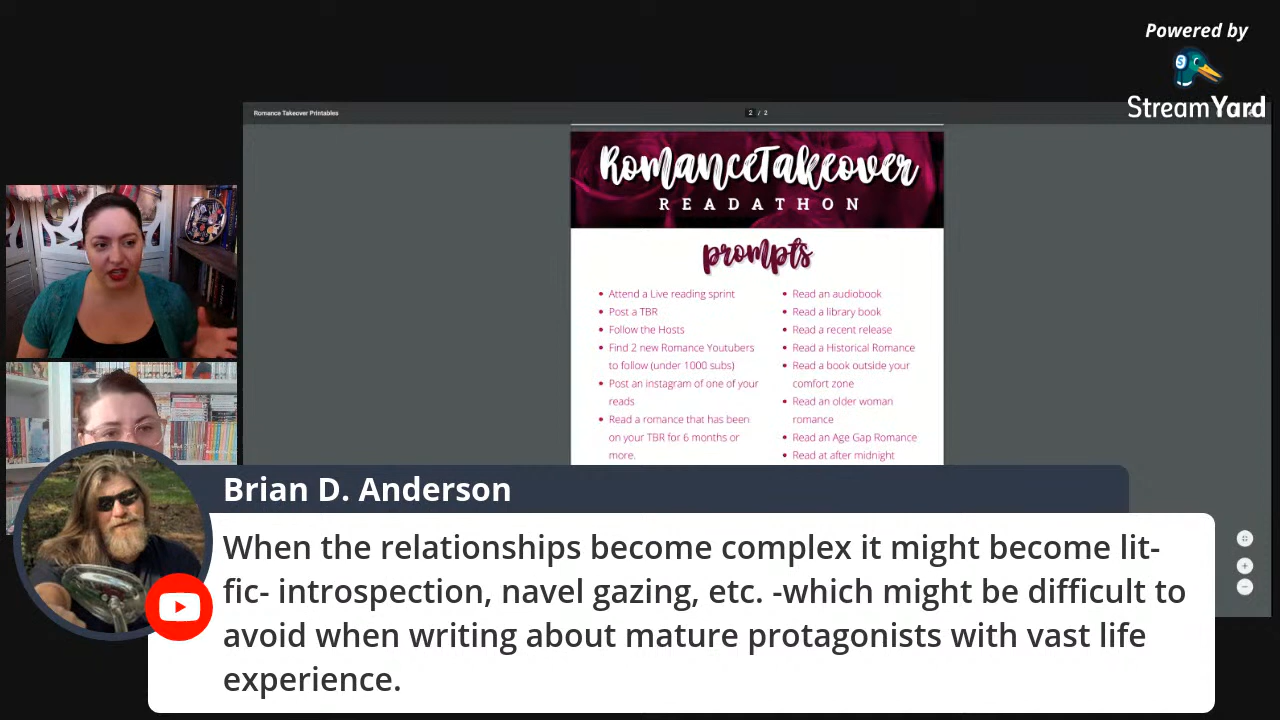 Powered by
StreamYard
Romance Takeover Printables
2 / 2
RomanceTakeover
READATHON
prompts
• Attend a Live reading sprint
• Post a TBR
• Follow the Hosts
• Find 2 new Romance Youtubers
to follow (under 1000 subs)
• Post an instagram of one of your
reads
• Read a romance that has been
on your TBR for 6 months or
more.
• Read an audiobook
• Read a library book
• Read a recent release
• Read a Historical Romance
• Read a book outside your
comfort zone
• Read an older woman
romance
• Read an Age Gap Romance
• Read at after midnight
Brian D. Anderson
When the relationships become complex it might become lit-
fic- introspection, navel gazing, etc. -which might be difficult to
avoid when writing about mature protagonists with vast life
experience.